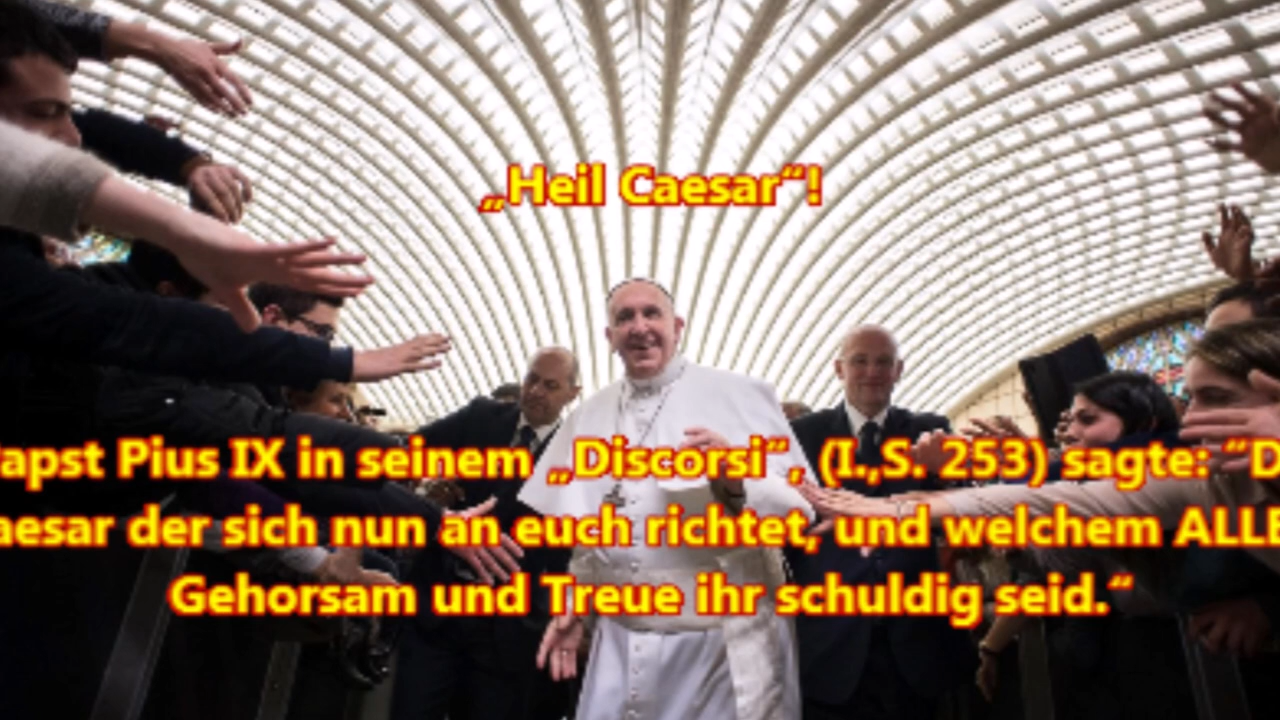 „Heil Caesar“!
apst Pius IX in seinem „Discorsi“, (I.,S. 253) sagte: “D
aesar der sich nun an euch richtet, und welchem ALLE
Gehorsam und Treue ihr schuldig seid.“